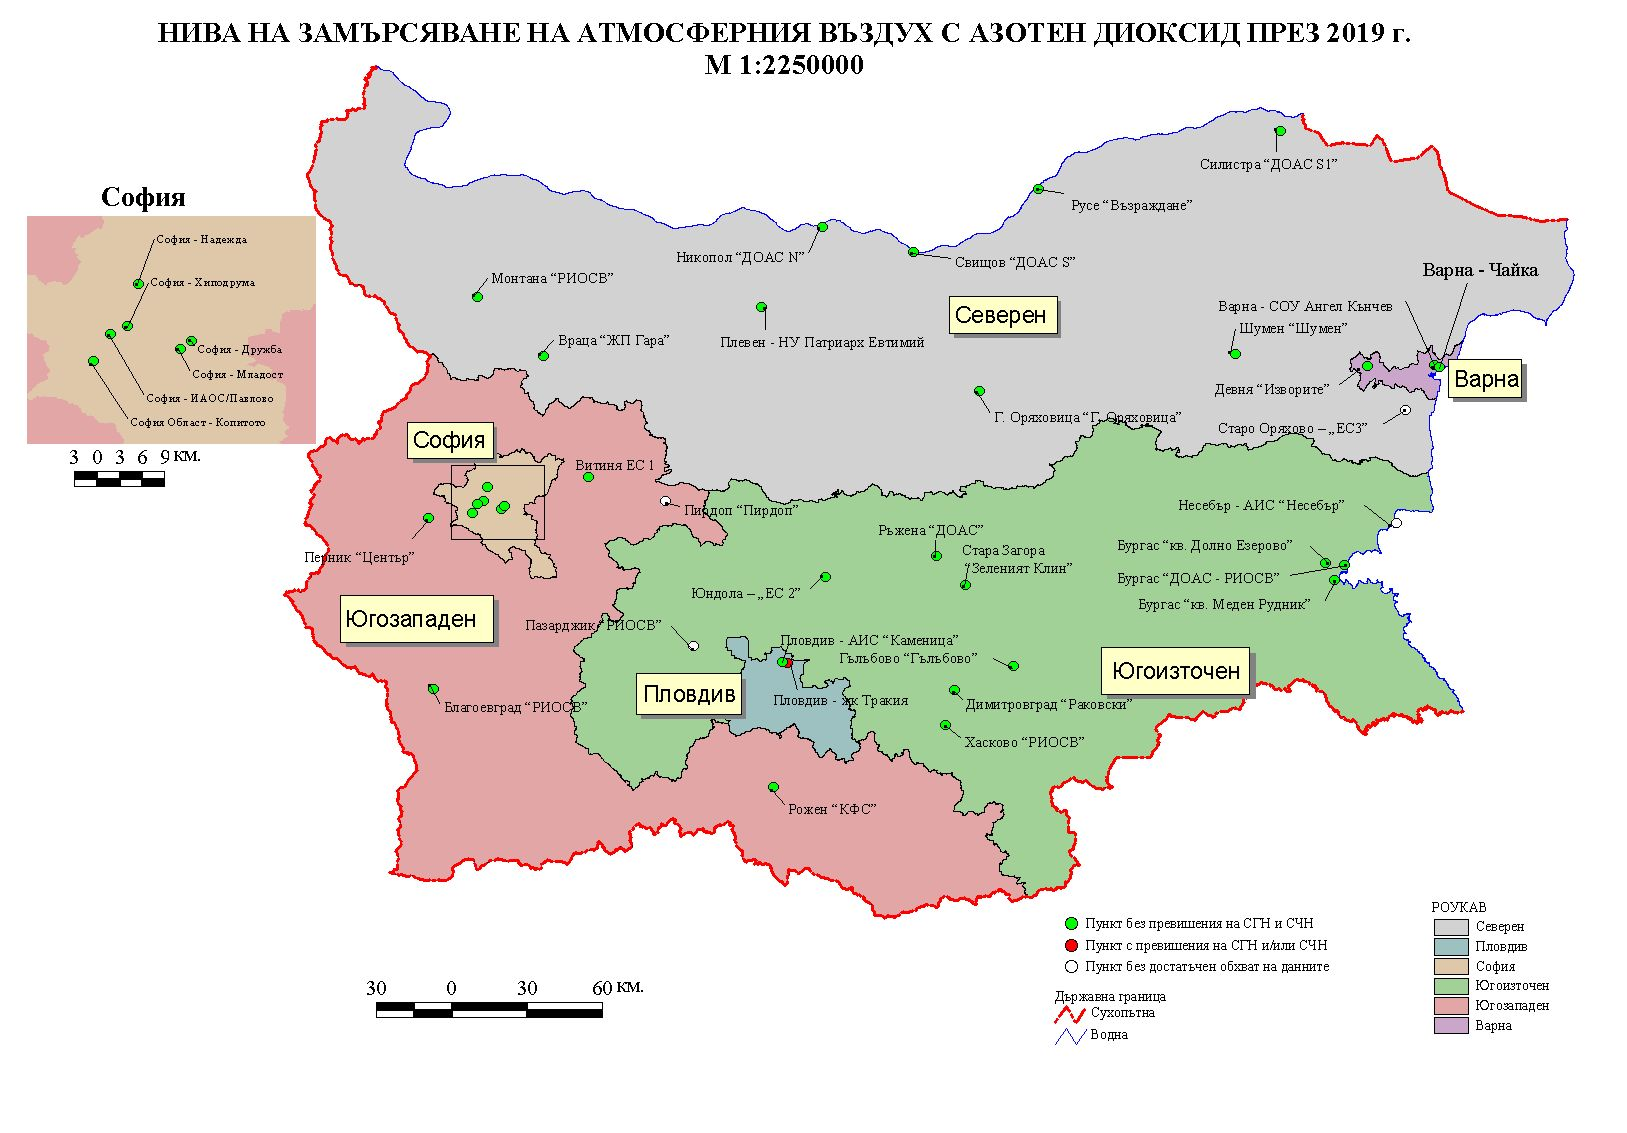 НИВА НА ЗАМЪРСЯВАНЕ НА АТМОСФЕРНИЯ ВЪЗДУХ С АЗОТЕН ДИОКСИД ПРЕЗ 2019 г.
М 1:2250000
София
София - Надежда
София - Хиподрума
София - Дружба
София - Младост
София - ИАОС/Павлово
София Област - Копитото
3 0 3 6 9 км.
Силистра “ДОАС S1”
Русе “Възраждане”
Никопол “ДОАС N”
Свищов “ДОАС S”
Монтана “РИОСВ”
Варна - Чайка
Северен
Варна - СОУ Ангел Кънчев
Шумен “Шумен”
Враца “ЖП Гара”
Плевен - НУ Патриарх Евтимий
Варна
Девня “Изворите”
Г. Оряховица “Г. Оряховица”
Старо Оряхово – „ЕС3”
София
Витиня ЕС 1
Пирдоп “Пирдоп”
Несебър - АИС “Несебър”
Перник “Център”
Ръжена “ДОАС”
Стара Загора
“Зеленият Клин”
Бургас “кв. Долно Езерово”
Бургас “ДОАС - РИОСВ”
Бургас “кв. Меден Рудник”
Юндола – „ЕС 2”
Югозападен
Пазарджик “РИОСВ”
Пловдив - АИС “Каменица”
Гълъбово “Гълъбово”
Югоизточен
Пловдив
Пловдив - жк Тракия
Благоевград “РИОСВ”
Димитровград “Раковски”
Хасково “РИОСВ”
Рожен “КФС”
Пункт без превишения на СГН и СЧН
Пункт с превишения на СГН и/или СЧН
Пункт без достатъчен обхват на данните
Държавна граница
Сухопътна
Водна
РОУКАВ
Северен
Пловдив
София
Югоизточен
Югозападен
Варна
30 0 30 60 км.